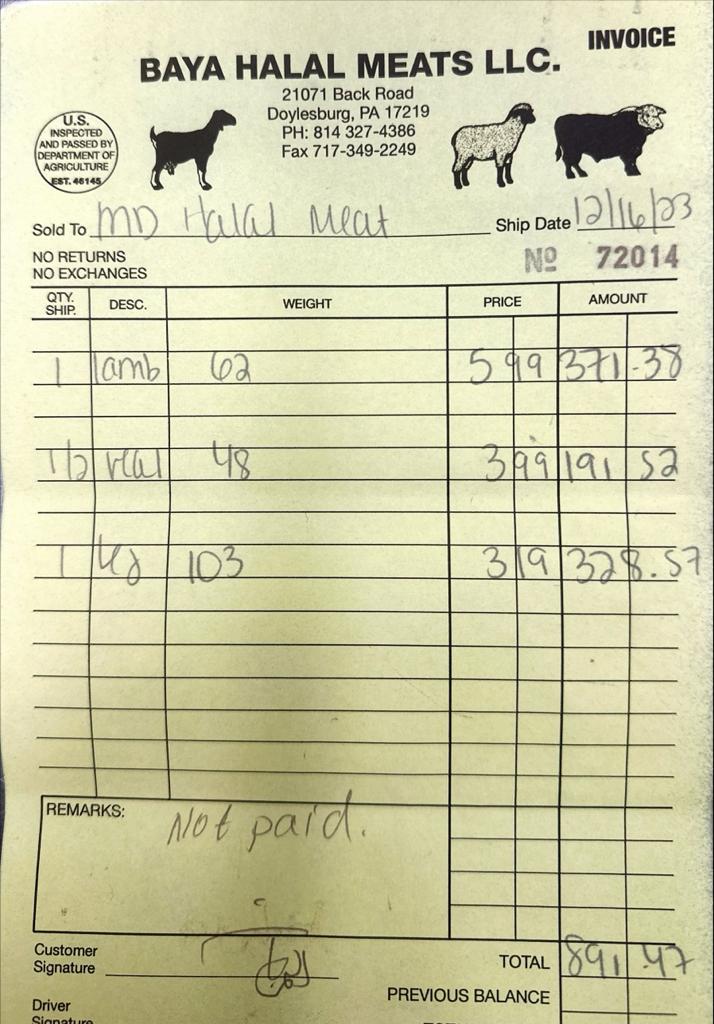 INVOICE
BAYA HALAL MEATS LLC.
21071 Back Road
Doylesburg, PA 17219
PH: 814 327-4386
Fax 717-349-2249
U.S.
INSPECTED
AND PASSED BY
DEPARTMENT OF
AGRICULTURE
EST. 46145
Sold To MD Halal Meat Ship Date 12/16/23
NO RETURNS
NO EXCHANGES
No 72014
QTY. SHIP. DESC. WEIGHT PRICE AMOUNT
1 lamb 62 5 99 371.38
1/2 veal 48 3 99 191 52
1 103 3 19 328.57
REMARKS: Not paid.
Customer
Signature
TOTAL 891.47
PREVIOUS BALANCE
Driver
Signature